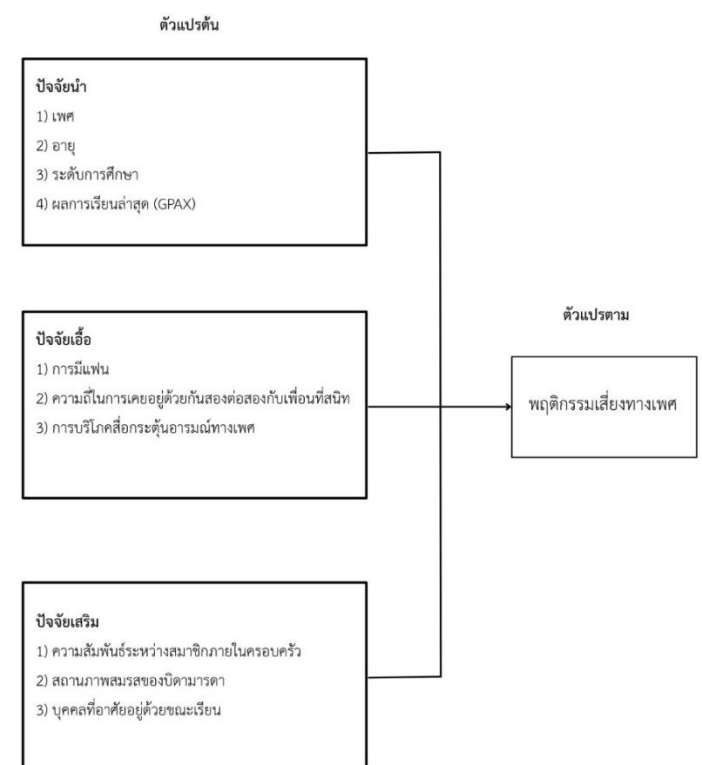 ตัวแปรต้น
ปัจจัยนำ
1) เพศ
2) อายุ
3) ระดับการศึกษา
4) ผลการเรียนล่าสุด (GPAX)
ปัจจัยเอื้อ
1) การมีแฟน
2) ความถี่ในการเคยอยู่ด้วยกันสองต่อสองกับเพื่อนที่สนิท
3) การบริโภคสื่อกระตุ้นอารมณ์ทางเพศ
ตัวแปรตาม
พฤติกรรมเสี่ยงทางเพศ
ปัจจัยเสริม
1) ความสัมพันธ์ระหว่างสมาชิกภายในครอบครัว
2) สถานภาพสมรสของบิดามารดา
3) บุคคลที่อาศัยอยู่ด้วยขณะเรียน